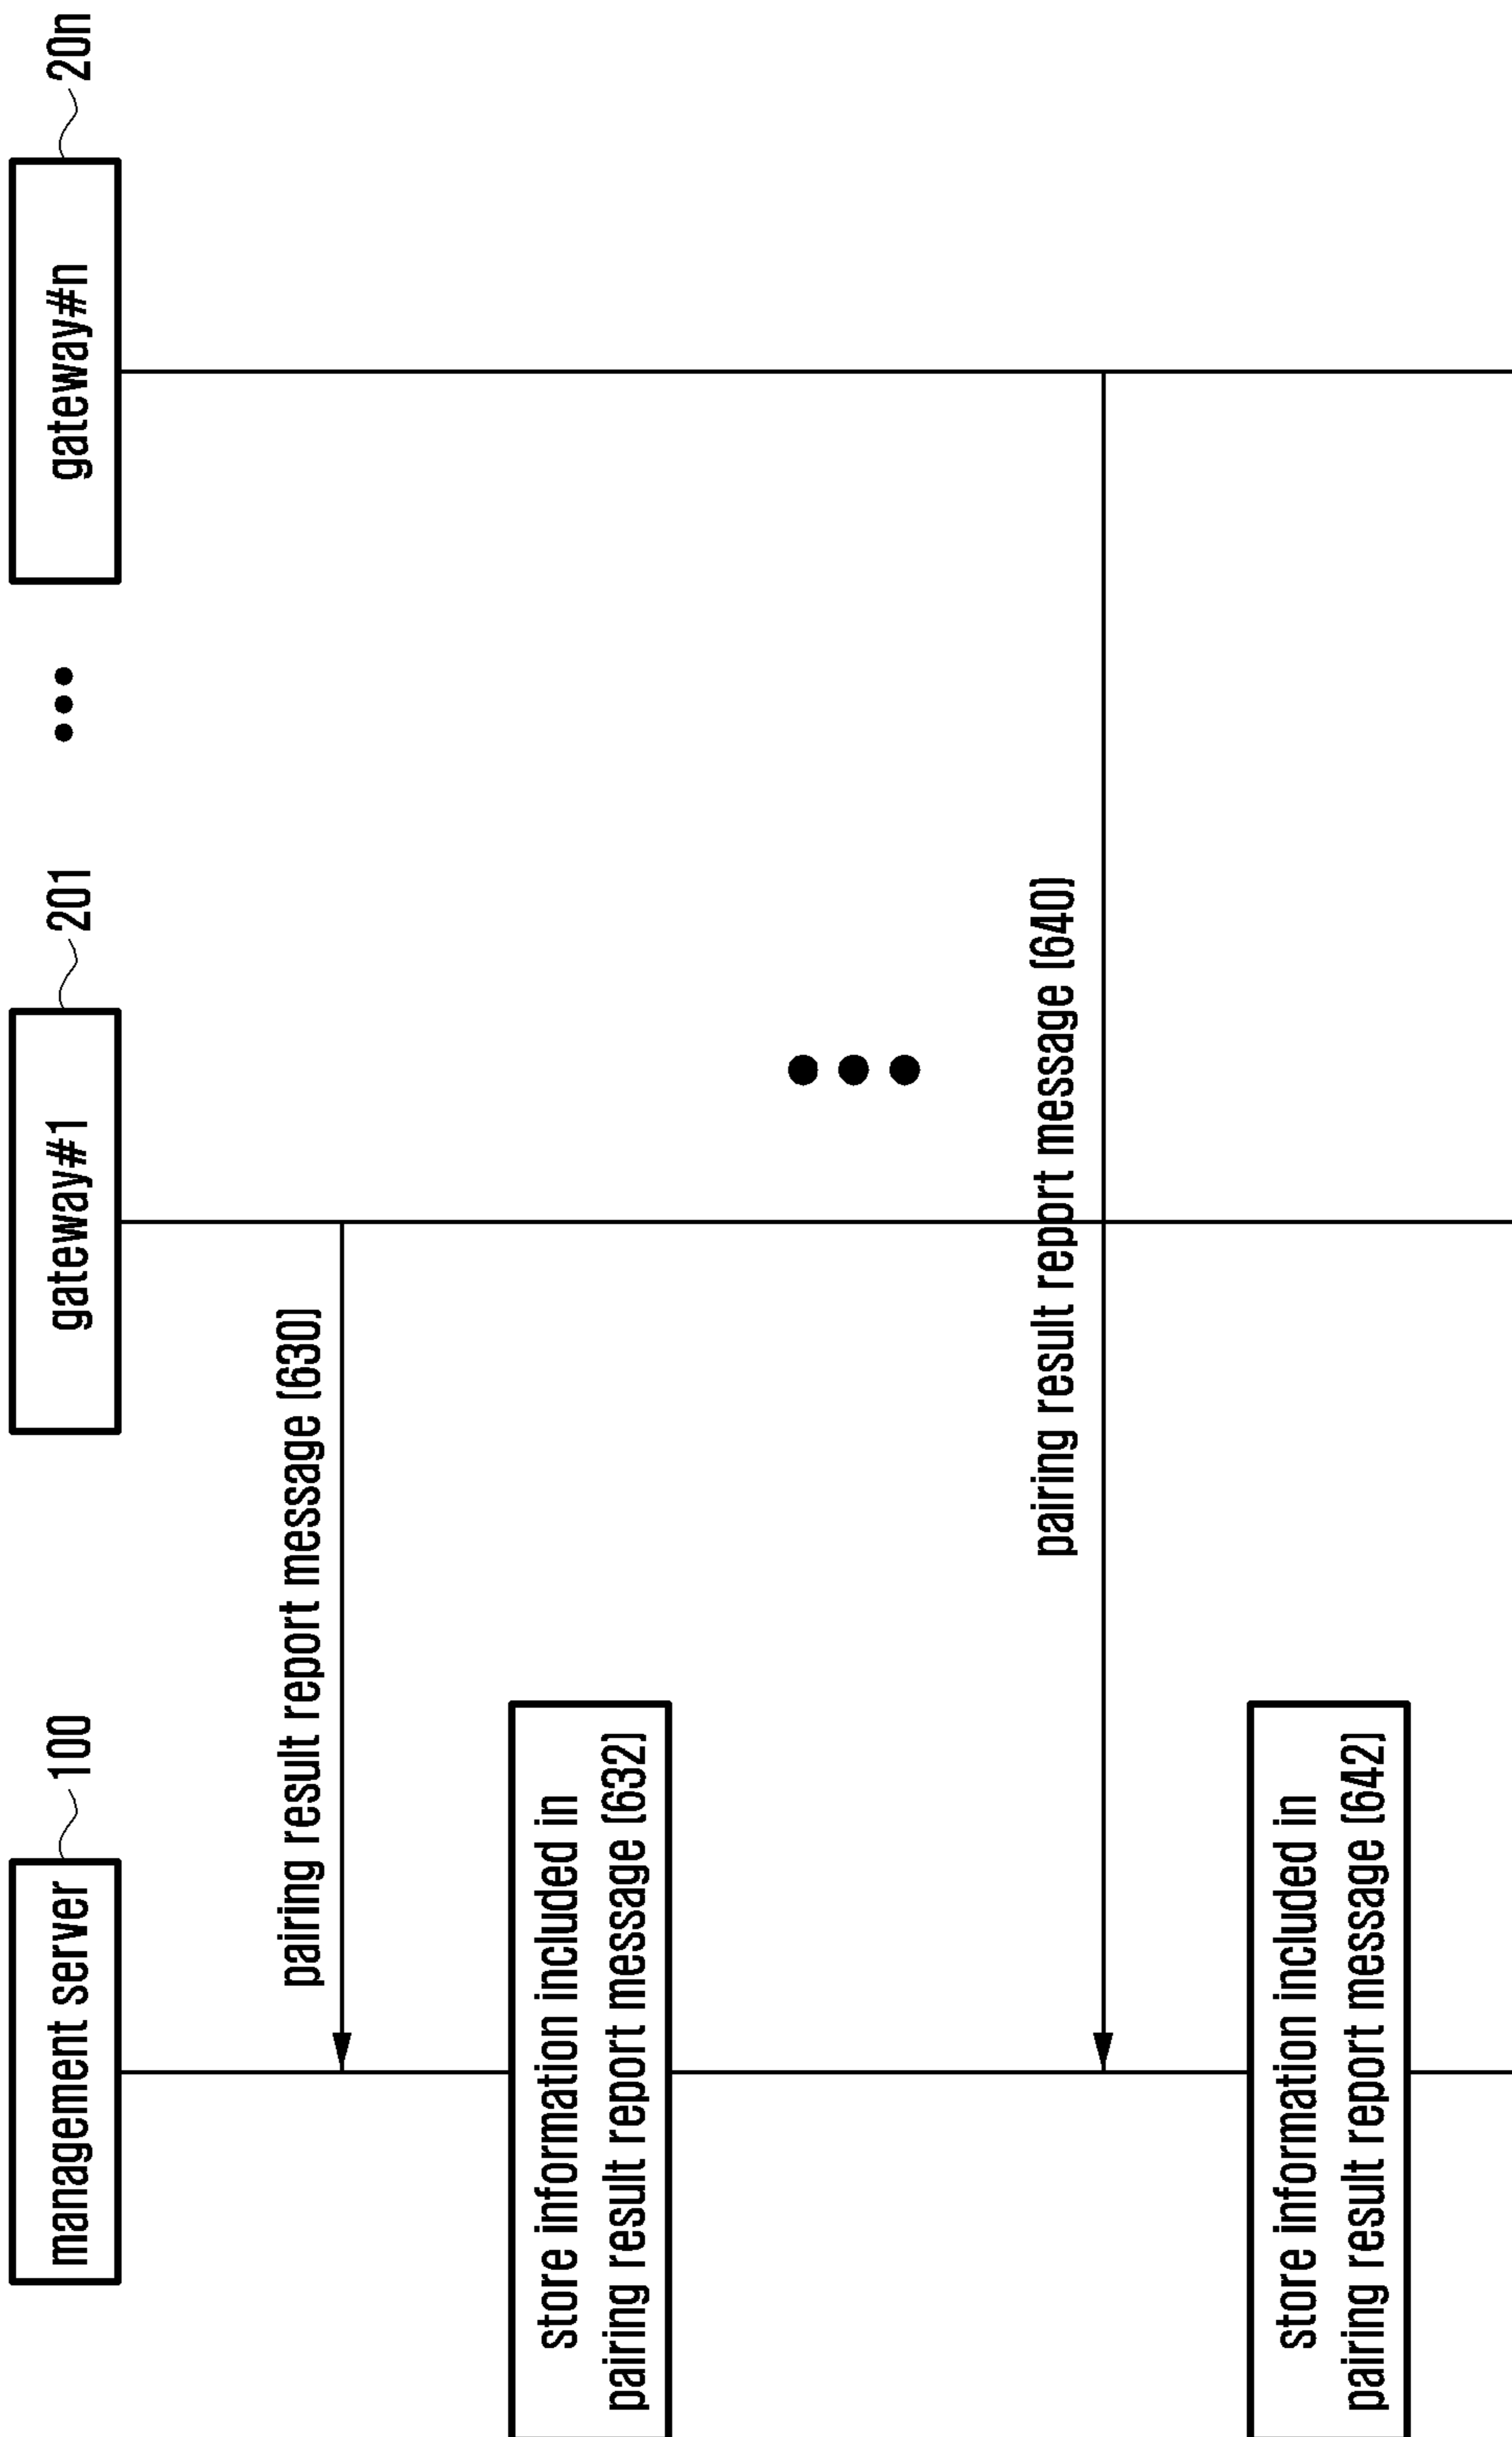 management server
100
gateway#1
201
gateway#n
20n
pairing result report message (630)
store information included in
pairing result report message (632)
pairing result report message (640)
store information included in
pairing result report message (642)